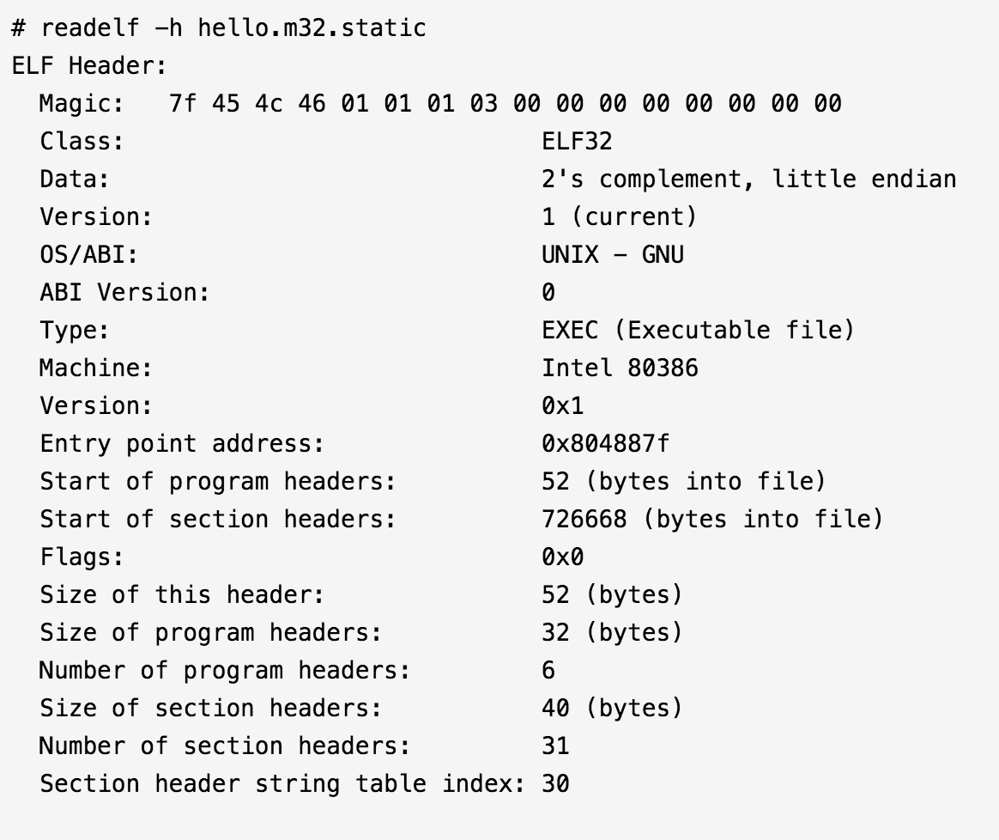 # readelf -h hello.m32.static
ELF Header:
  Magic:   7f 45 4c 46 01 01 01 03 00 00 00 00 00 00 00 00
  Class:                             ELF32
  Data:                              2's complement, little endian
  Version:                           1 (current)
  OS/ABI:                            UNIX - GNU
  ABI Version:                       0
  Type:                              EXEC (Executable file)
  Machine:                           Intel 80386
  Version:                           0x1
  Entry point address:               0x804887f
  Start of program headers:          52 (bytes into file)
  Start of section headers:          726668 (bytes into file)
  Flags:                             0x0
  Size of this header:               52 (bytes)
  Size of program headers:           32 (bytes)
  Number of program headers:         6
  Size of section headers:           40 (bytes)
  Number of section headers:         31
  Section header string table index: 30